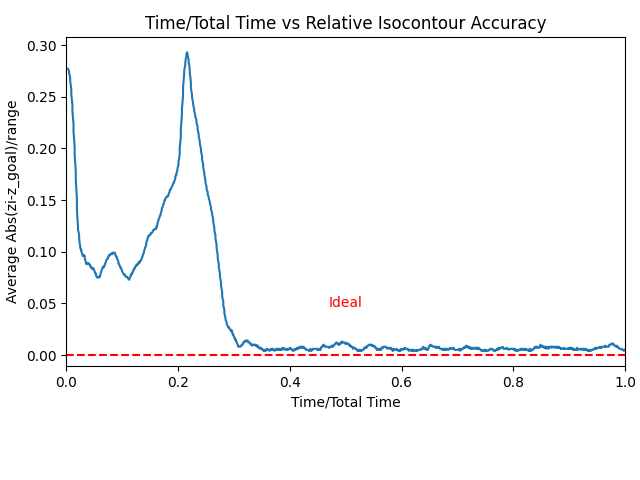 Time/Total Time vs Relative Isocontour Accuracy
Average Abs(zi-z_goal)/range
0.30
0.25
0.20
0.15
0.10
0.05
0.00
Ideal
0.0 0.2 0.4 0.6 0.8 1.0
Time/Total Time